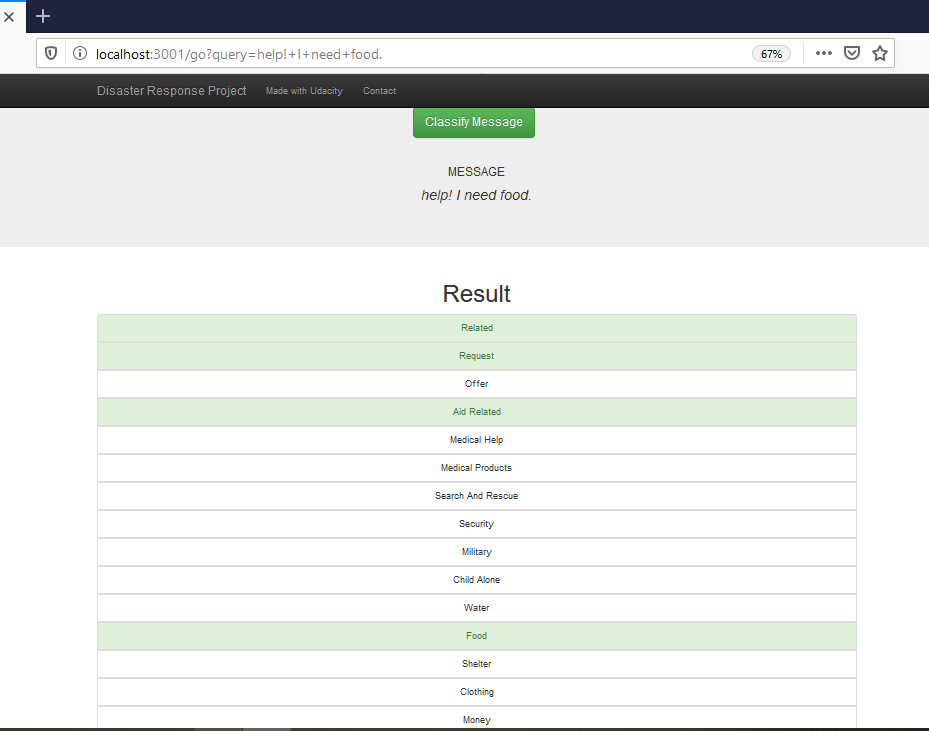 localhost:3001/go?query=help!+I+need+food.
67%
Disaster Response Project Made with Udacity Contact
Classify Message
MESSAGE
help! I need food.
Result
Related
Request
Offer
Aid Related
Medical Help
Medical Products
Search And Rescue
Security
Military
Child Alone
Water
Food
Shelter
Clothing
Money